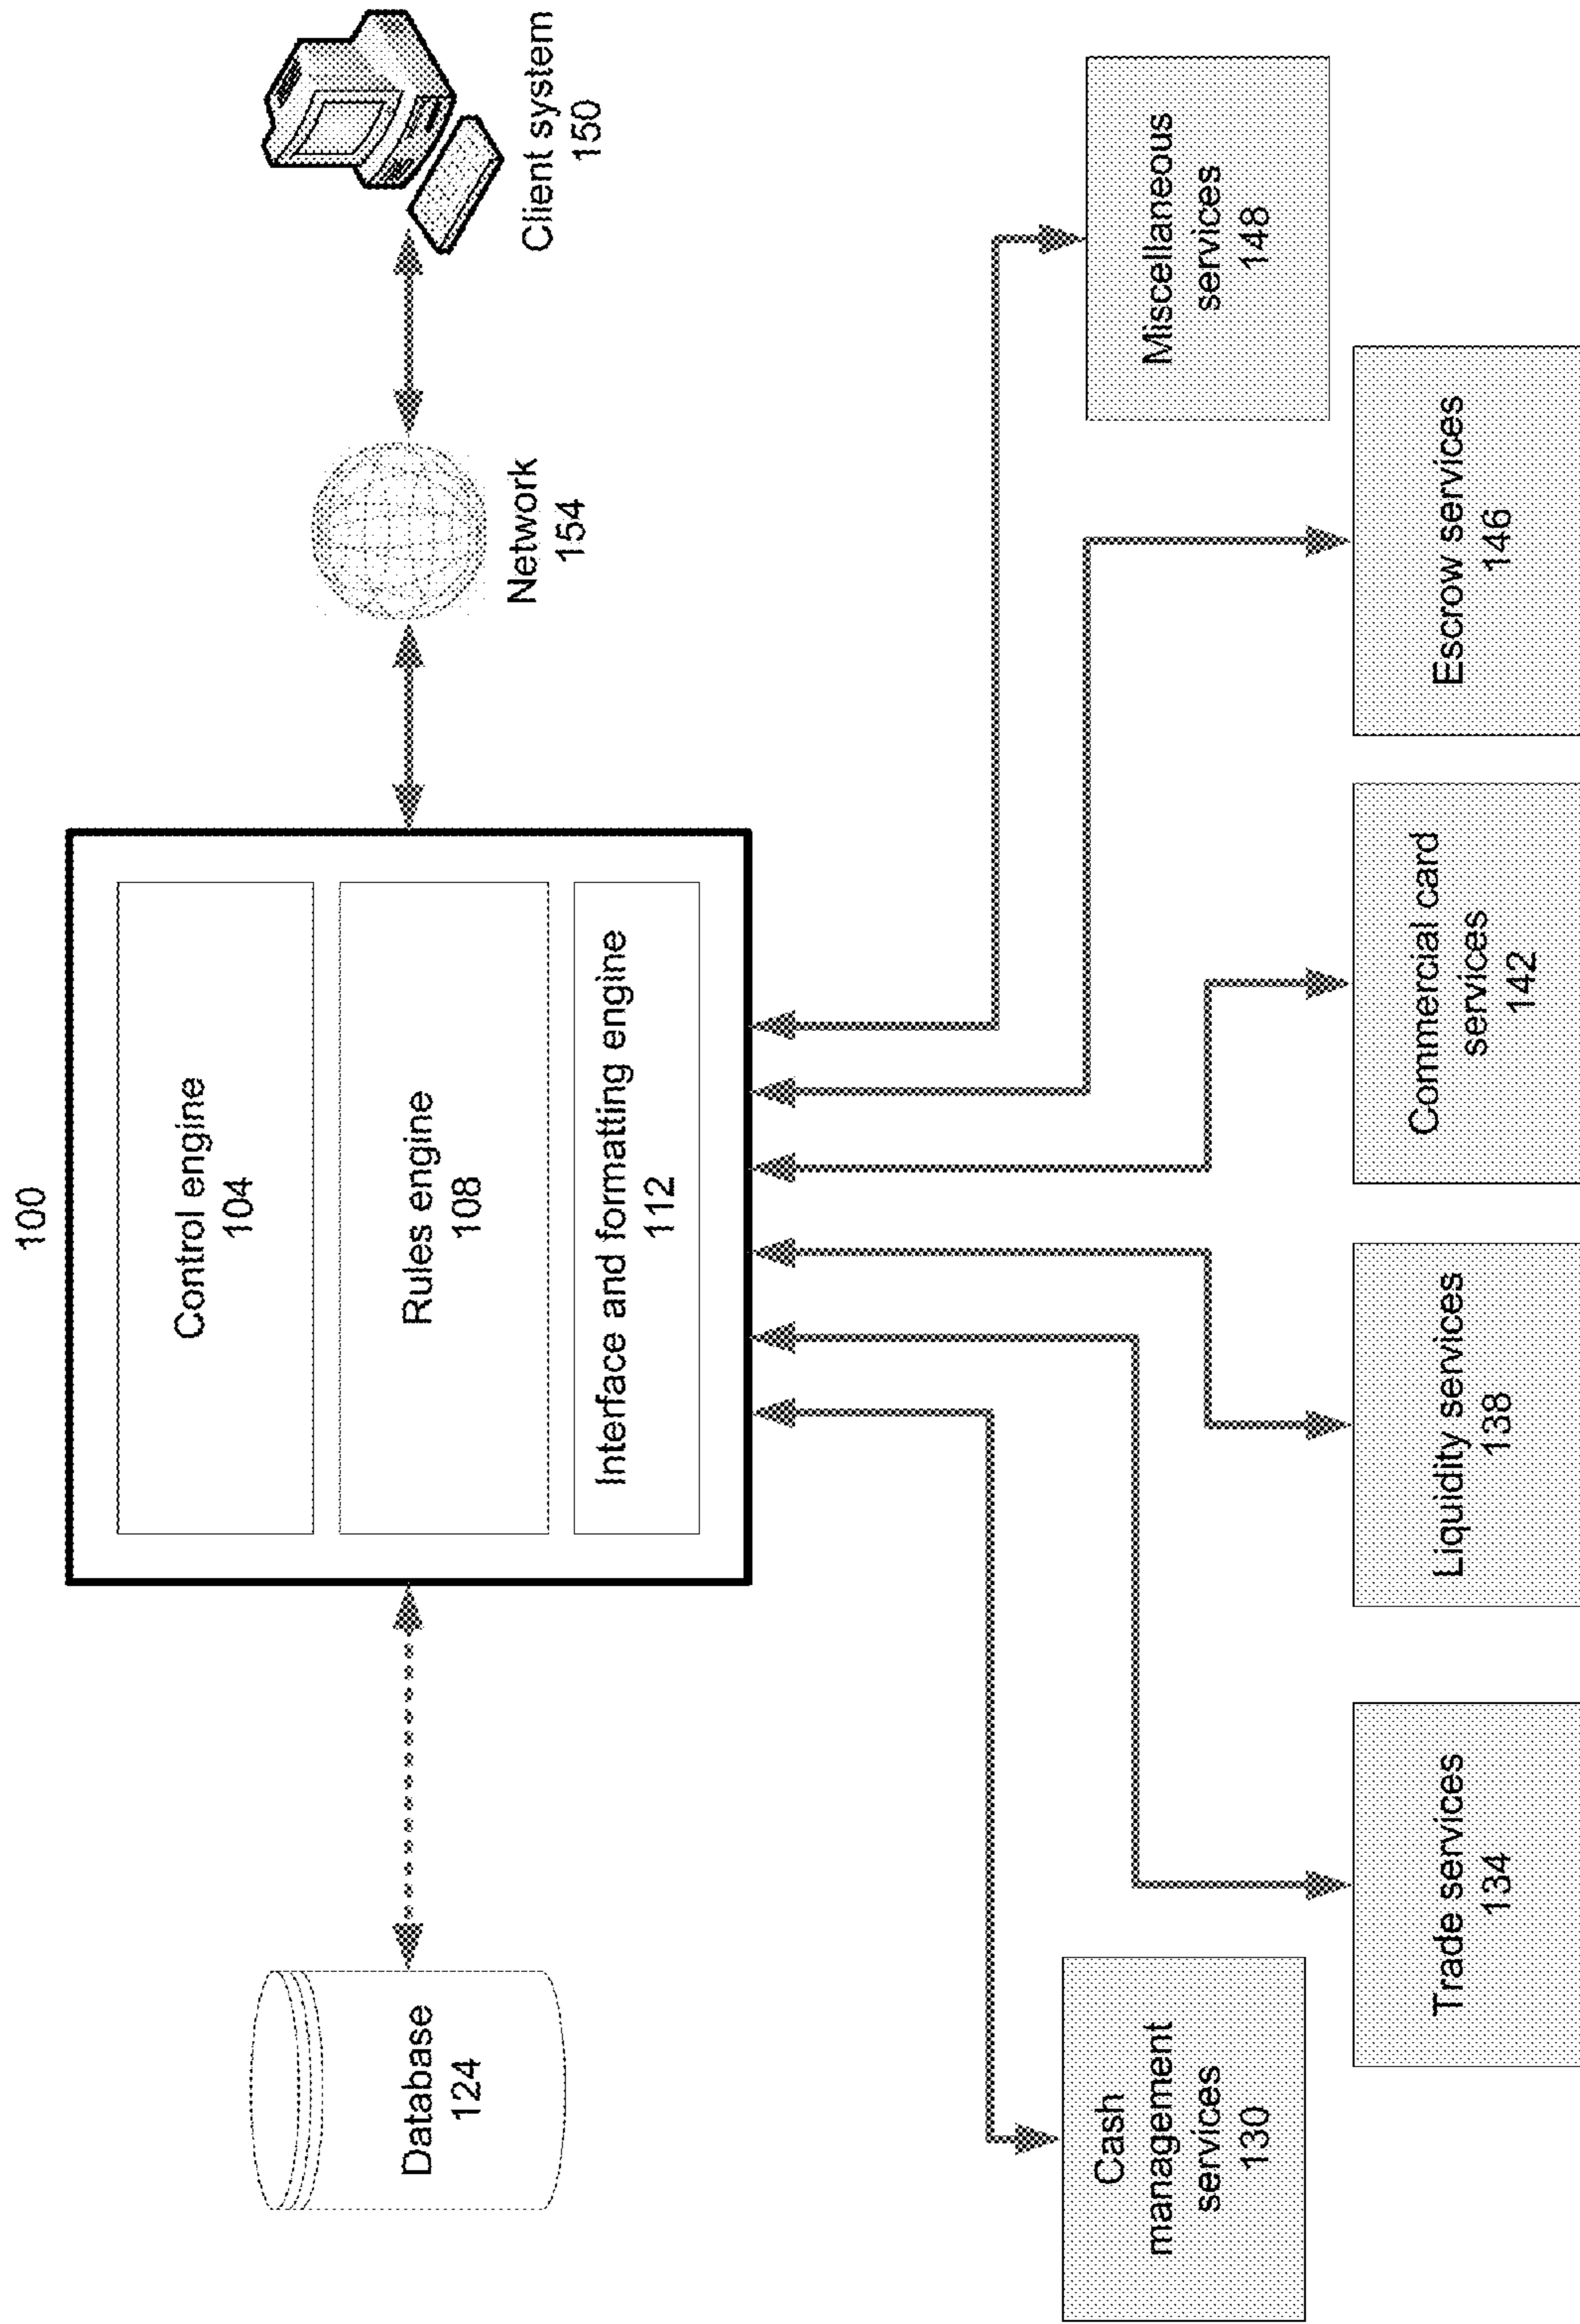 100
Control engine
104
Rules engine
108
Interface and formatting engine
112
Database
124
Network
154
Client system
150
Cash
management
services
130
Trade services
134
Liquidity services
138
Commercial card
services
142
Escrow services
146
Miscellaneous
services
148